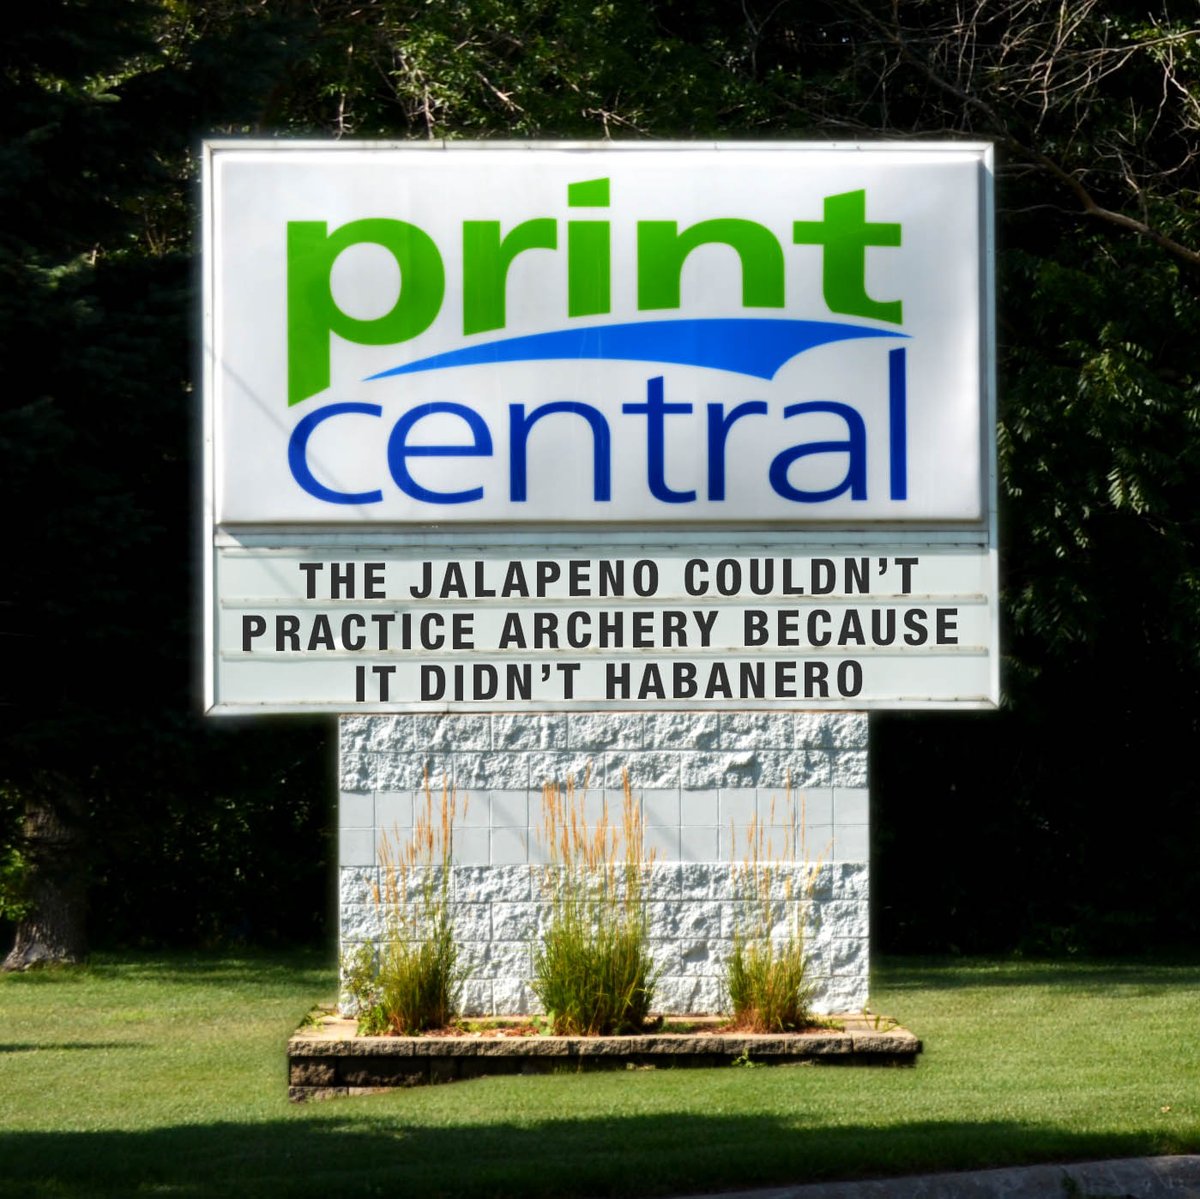 print
central
THE JALAPENO COULDN'T
PRACTICE ARCHERY BECAUSE
IT DIDN'T HABANERO